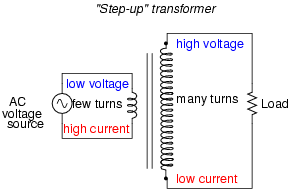 "Step-up" transformer
high voltage
low voltage
AC
voltage
source
few turns
many turns
Load
high current
low current